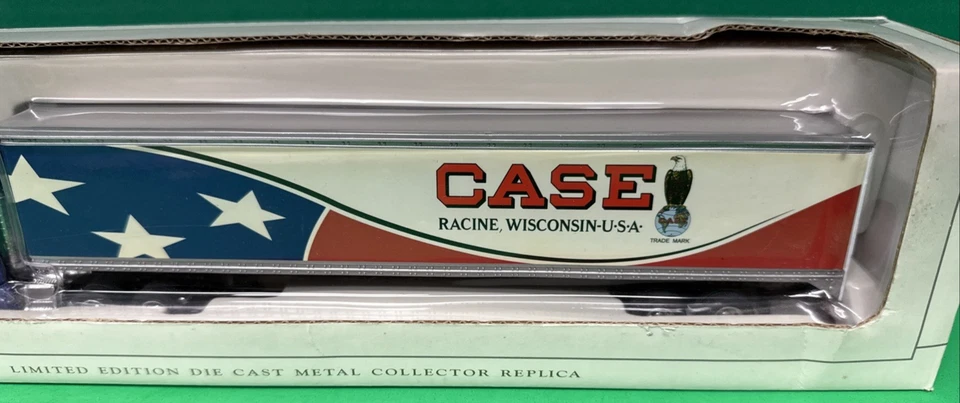 CASE
RACINE, WISCONSIN-U·S·A·
TRADE MARK
LIMITED EDITION DIE CAST METAL COLLECTOR REPLICA